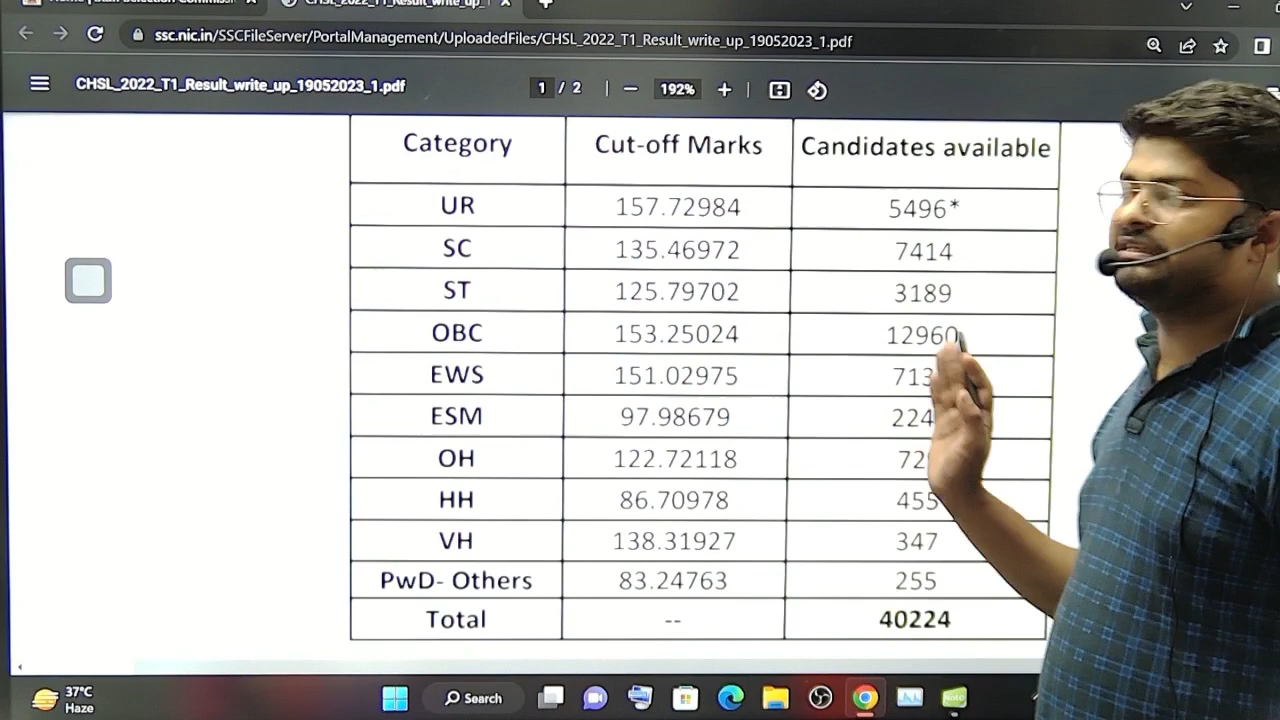 CHSL_2022_T1_Result_write_up_
ssc.nic.in/SSCFileServer/PortalManagement/UploadedFiles/CHSL_2022_T1_Result_write_up_19052023_1.pdf
CHSL_2022_T1_Result_write_up_19052023_1.pdf 1 / 2 192%
Category Cut-off Marks Candidates available
UR 157.72984 5496*
SC 135.46972 7414
ST 125.79702 3189
OBC 153.25024 12960
EWS 151.02975
ESM 97.98679
OH 122.72118
HH 86.70978 455
VH 138.31927 347
PwD- Others 83.24763 255
Total -- 40224
37°C
Haze
Search